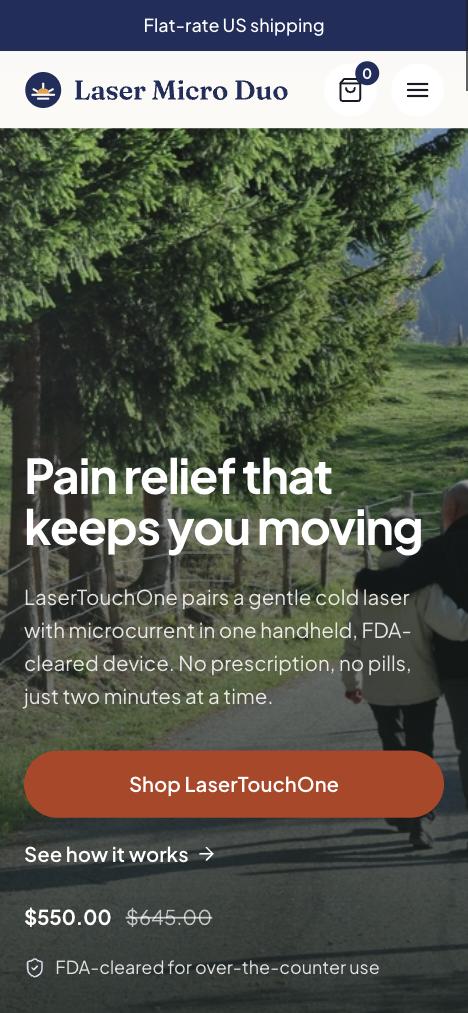 Flat-rate US shipping
Laser Micro Duo
0
Pain relief that
keeps you moving
LaserTouchOne pairs a gentle cold laser
with microcurrent in one handheld, FDA-
cleared device. No prescription, no pills,
just two minutes at a time.
Shop LaserTouchOne
See how it works →
$550.00 $645.00
FDA-cleared for over-the-counter use